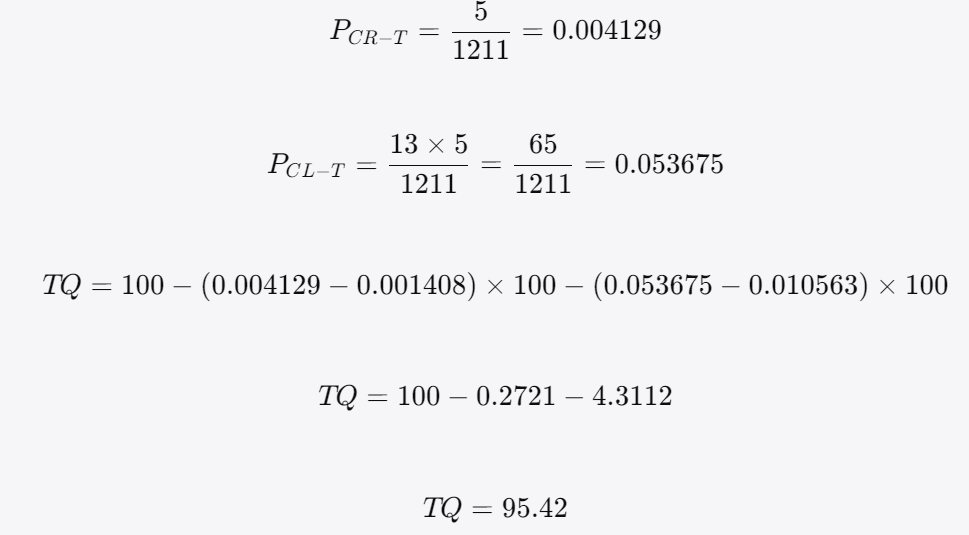 P_{CR-T} = \frac{5}{1211} = 0.004129
P_{CL-T} = \frac{13 \times 5}{1211} = \frac{65}{1211} = 0.053675
TQ = 100 − (0.004129 − 0.001408) × 100 − (0.053675 − 0.010563) × 100
TQ = 100 − 0.2721 − 4.3112
TQ = 95.42